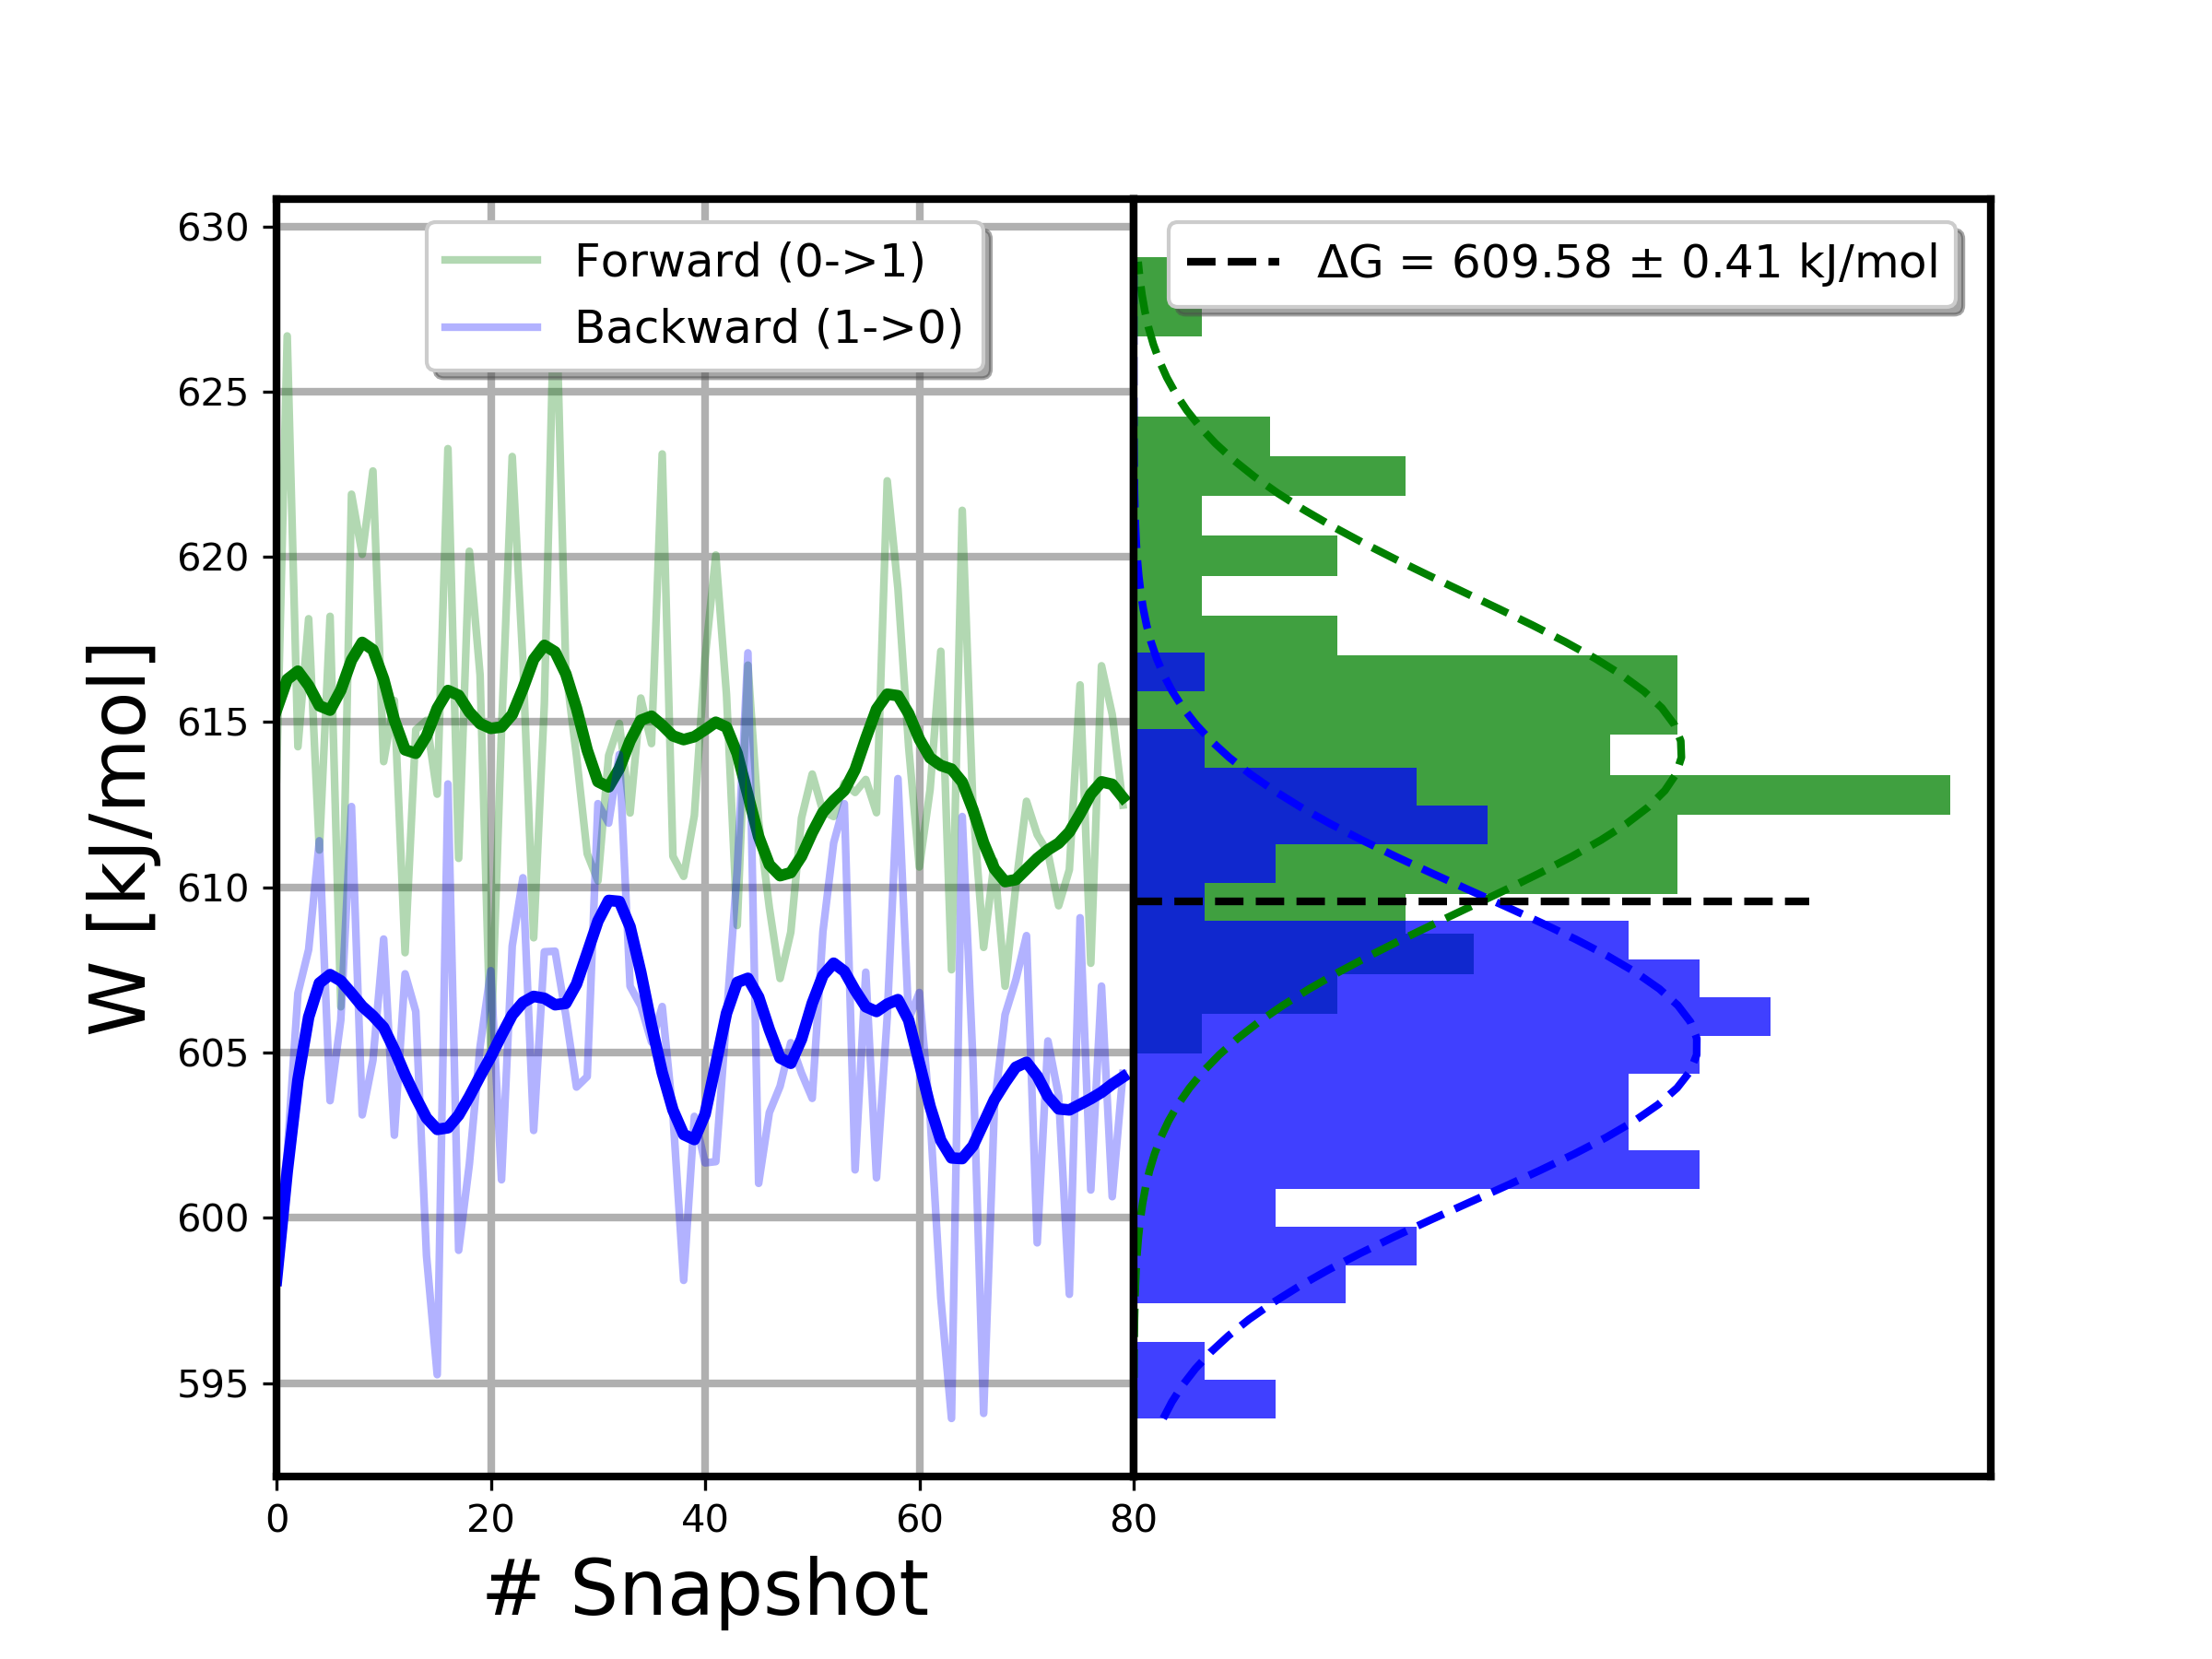 630
625
620
615
610
605
600
595
W [kJ/mol]
Forward (0->1)
Backward (1->0)
ΔG = 609.58 ± 0.41 kJ/mol
0
20
40
60
80
# Snapshot